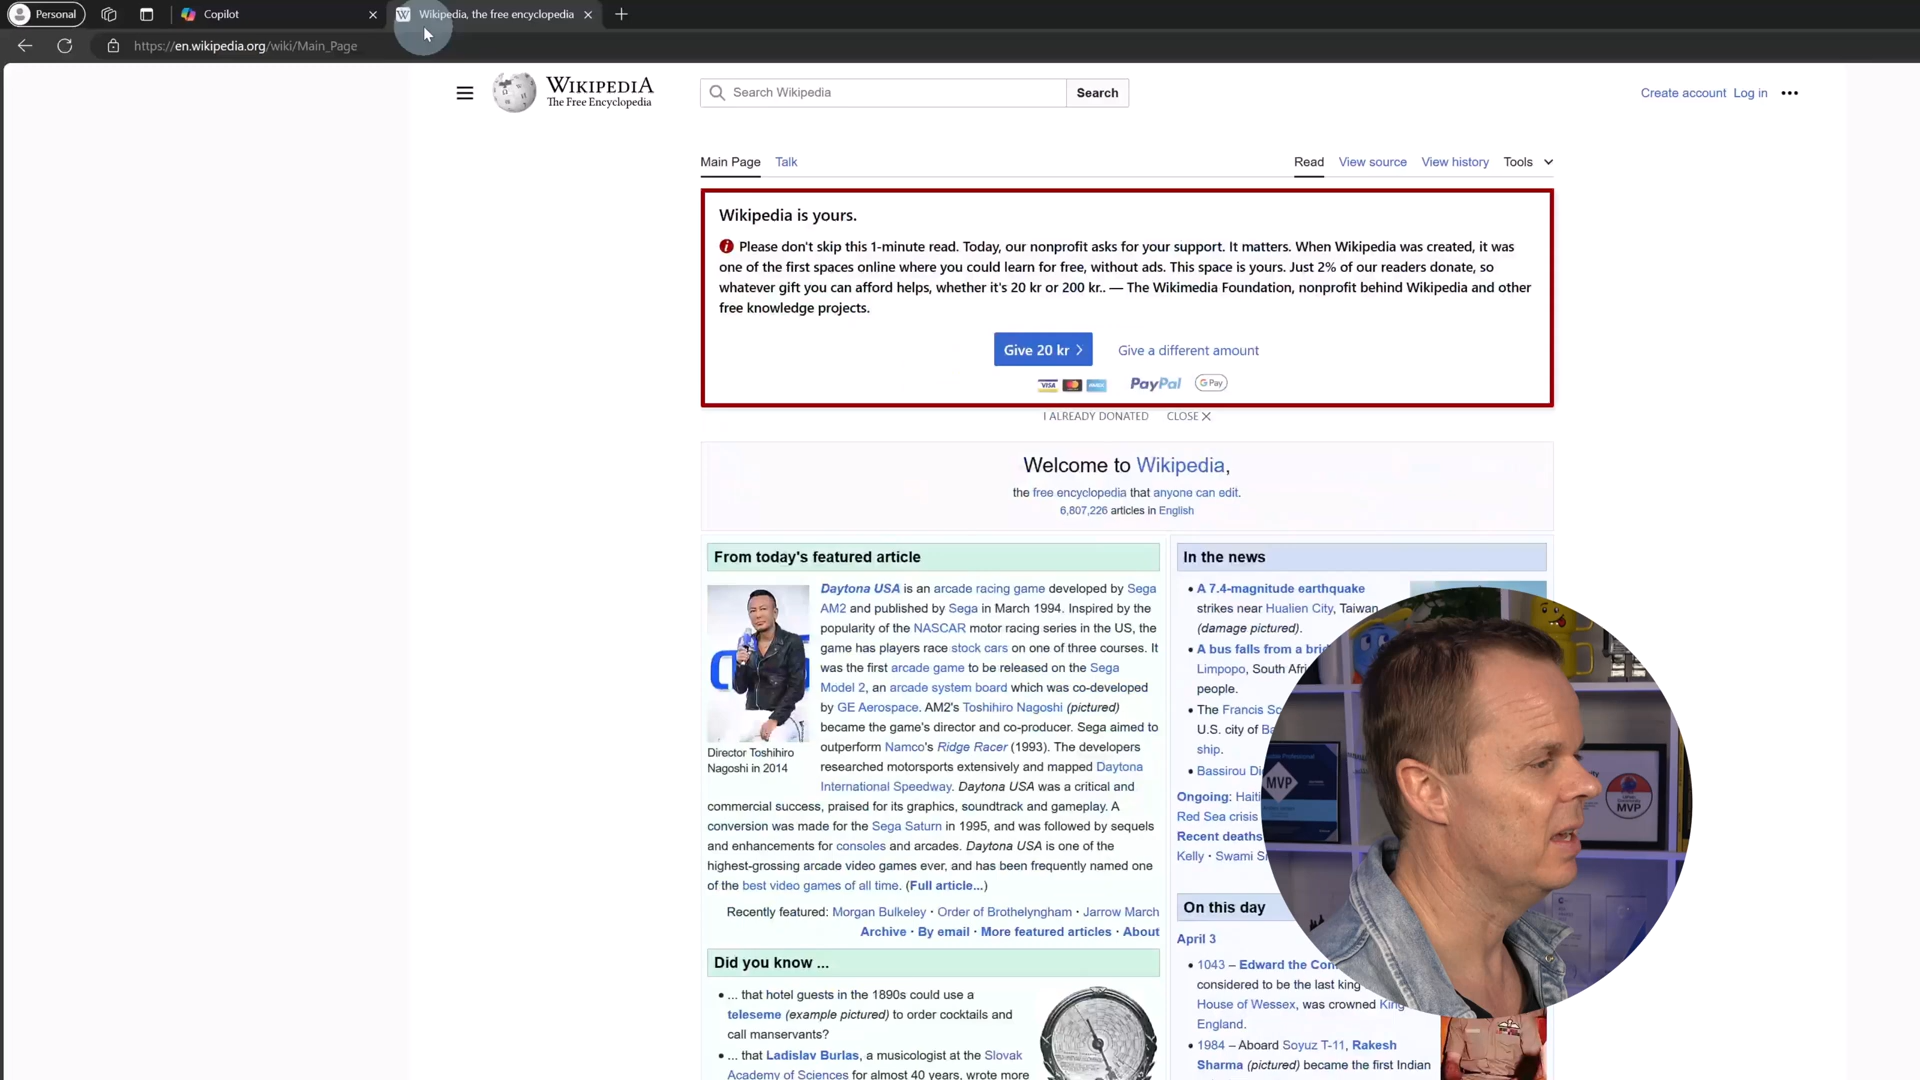 Personal
Copilot
Wikipedia, the free encyclopedia
https://en.wikipedia.org/wiki/Main_Page
WIKIPEDIA
The Free Encyclopedia
Search Wikipedia
Search
Create account Log in
Main Page Talk
Read View source View history Tools
Wikipedia is yours.
Please don't skip this 1-minute read. Today, our nonprofit asks for your support. It matters. When Wikipedia was created, it was
one of the first spaces online where you could learn for free, without ads. This space is yours. Just 2% of our readers donate, so
whatever gift you can afford helps, whether it's 20 kr or 200 kr.. — The Wikimedia Foundation, nonprofit behind Wikipedia and other
free knowledge projects.
Give 20 kr
Give a different amount
VISA
PayPal
G Pay
I ALREADY DONATED CLOSE
Welcome to Wikipedia,
the free encyclopedia that anyone can edit.
6,807,226 articles in English
From today's featured article
Daytona USA is an arcade racing game developed by Sega
AM2 and published by Sega in March 1994. Inspired by the
popularity of the NASCAR motor racing series in the US, the
game has players race stock cars on one of three courses. It
was the first arcade game to be released on the Sega
Model 2, an arcade system board which was co-developed
by GE Aerospace. AM2's Toshihiro Nagoshi (pictured)
became the game's director and co-producer. Sega aimed to
outperform Namco's Ridge Racer (1993). The developers
researched motorsports extensively and mapped Daytona
International Speedway. Daytona USA was a critical and
commercial success, praised for its graphics, soundtrack and gameplay. A
conversion was made for the Sega Saturn in 1995, and was followed by sequels
and enhancements for consoles and arcades. Daytona USA is one of the
highest-grossing arcade video games ever, and has been frequently named one
of the best video games of all time. (Full article...)
Director Toshihiro
Nagoshi in 2014
Recently featured: Morgan Bulkeley · Order of Brothelyngham · Jarrow March
Archive · By email · More featured articles · About
Did you know ...
• ... that hotel guests in the 1890s could use a
teleseme (example pictured) to order cocktails and
call manservants?
• ... that Ladislav Burlas, a musicologist at the Slovak
Academy of Sciences for almost 40 years, wrote more
In the news
• A 7.4-magnitude earthquake
strikes near Hualien City, Taiwan
(damage pictured).
• A bus falls from a
Limpopo, South
people.
• The Francis
U.S. city of
ship.
• Bassirou
Ongoing: Haiti
Red Sea crisis
Recent deaths
Kelly · Swami
On this day
April 3
• 1043 – Edward the
considered to be the last king
House of Wessex, was crowned King
England.
• 1984 – Aboard Soyuz T-11, Rakesh
Sharma (pictured) became the first Indian
MVP
MVP